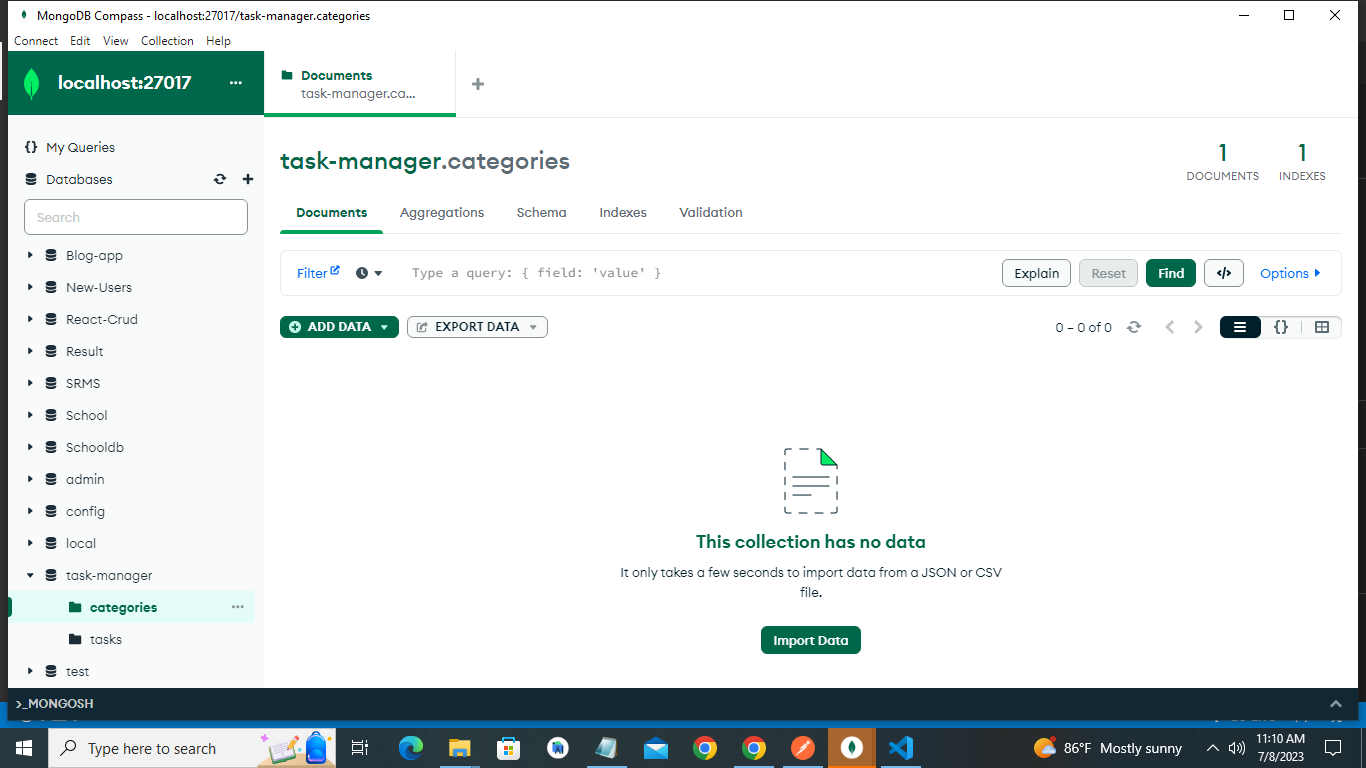 MongoDB Compass - localhost:27017/task-manager.categories
Connect Edit View Collection Help
localhost:27017
Documents
task-manager.ca...
My Queries
Databases
Search
Blog-app
New-Users
React-Crud
Result
SRMS
School
Schooldb
admin
config
local
task-manager
categories
tasks
test
task-manager.categories
1
DOCUMENTS
1
INDEXES
Documents Aggregations Schema Indexes Validation
Filter Type a query: { field: 'value' } Explain Reset Find </> Options
ADD DATA EXPORT DATA 0 – 0 of 0 {}
This collection has no data
It only takes a few seconds to import data from a JSON or CSV
file.
Import Data
>_MONGOSH
Type here to search
86°F Mostly sunny
11:10 AM
7/8/2023